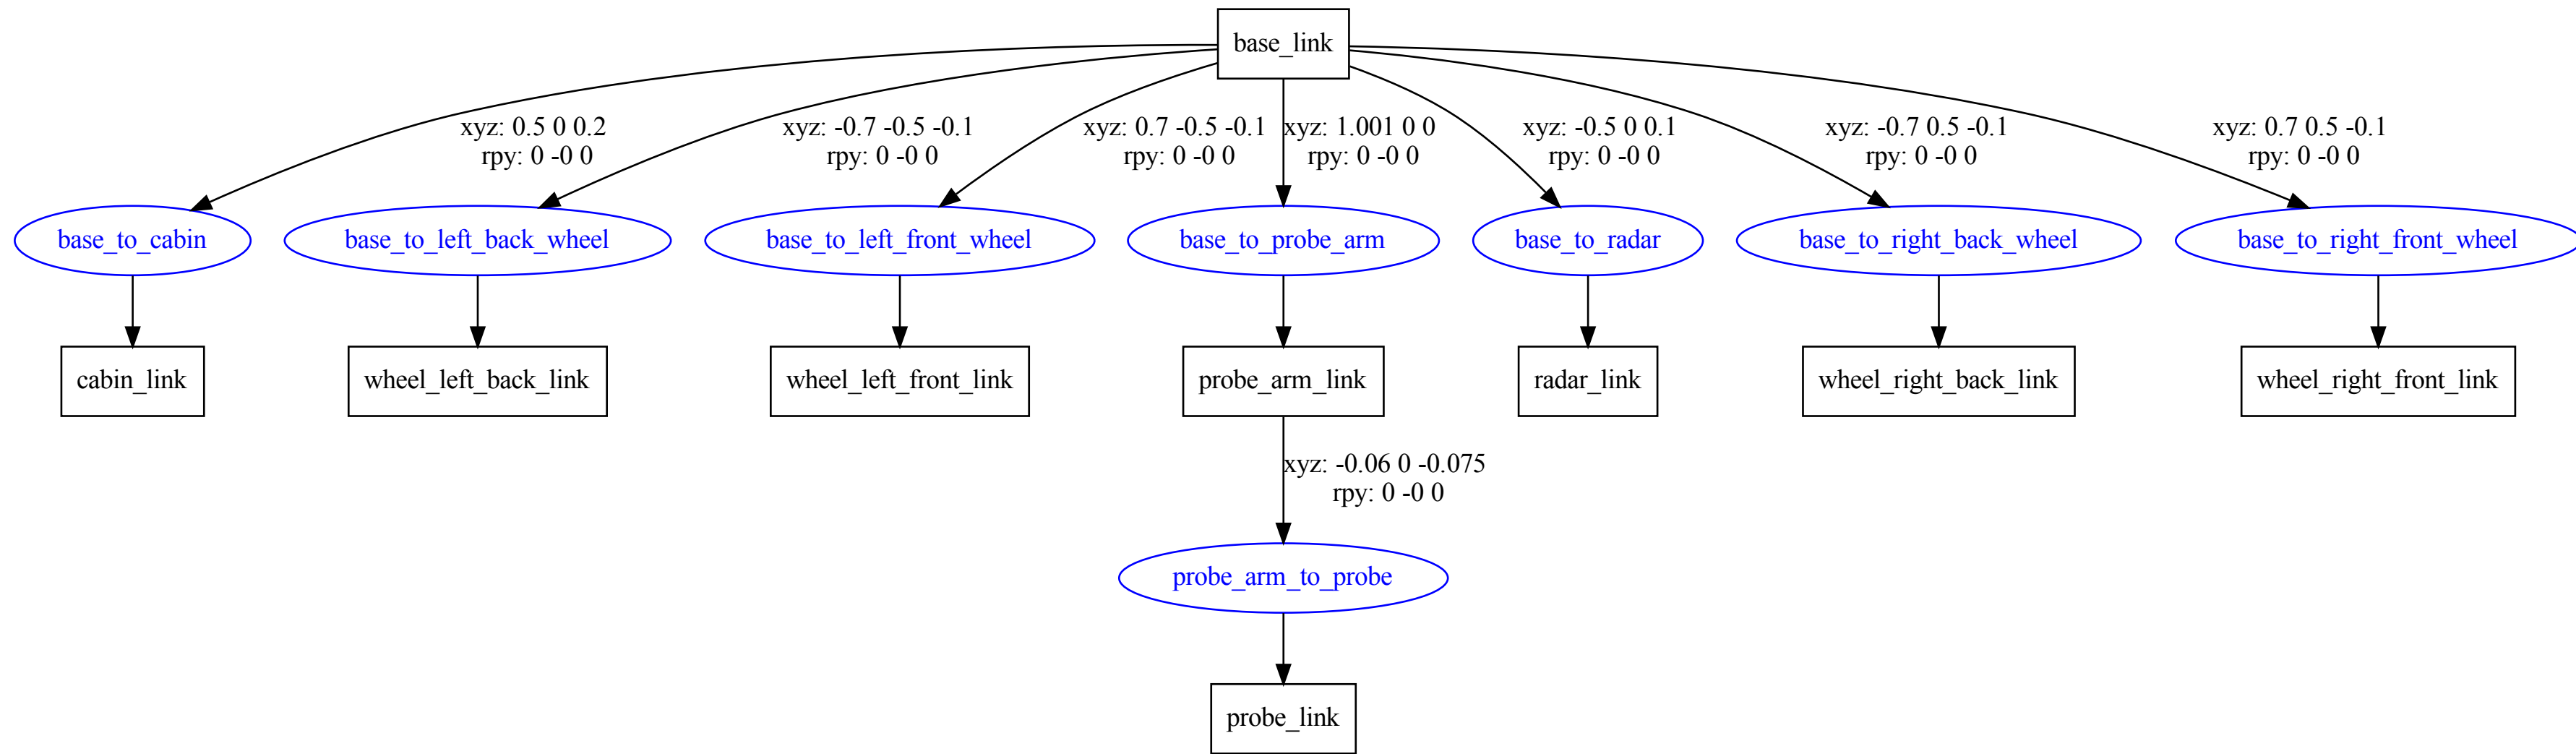 base_link
xyz: 0.5 0 0.2
rpy: 0 -0 0
xyz: -0.7 -0.5 -0.1
rpy: 0 -0 0
xyz: 0.7 -0.5 -0.1
rpy: 0 -0 0
xyz: 1.001 0 0
rpy: 0 -0 0
xyz: -0.5 0 0.1
rpy: 0 -0 0
xyz: -0.7 0.5 -0.1
rpy: 0 -0 0
xyz: 0.7 0.5 -0.1
rpy: 0 -0 0
base_to_cabin
base_to_left_back_wheel
base_to_left_front_wheel
base_to_probe_arm
base_to_radar
base_to_right_back_wheel
base_to_right_front_wheel
cabin_link
wheel_left_back_link
wheel_left_front_link
probe_arm_link
radar_link
wheel_right_back_link
wheel_right_front_link
xyz: -0.06 0 -0.075
rpy: 0 -0 0
probe_arm_to_probe
probe_link